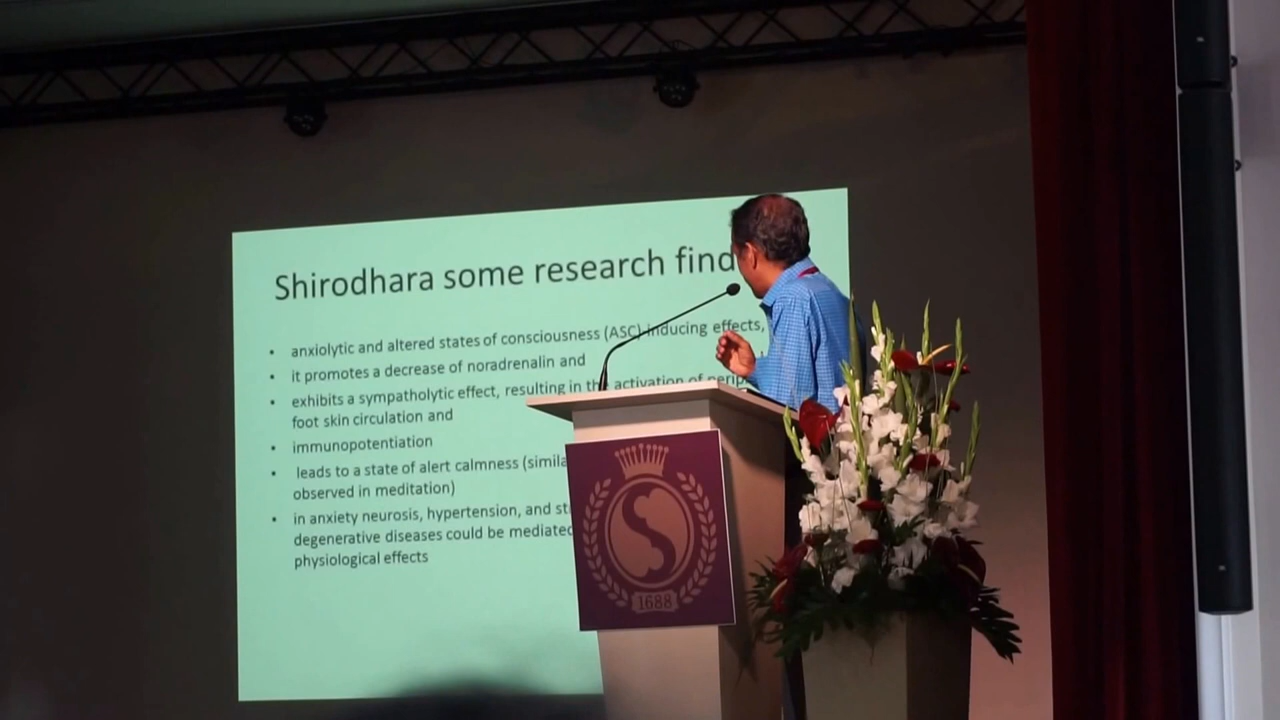 Shirodhara some research find
• anxiolytic and altered states of consciousness (ASC) inducing effects,
• it promotes a decrease of noradrenalin and
• exhibits a sympatholytic effect, resulting in the activation of perip
foot skin circulation and
• immunopotentiation
• leads to a state of alert calmness (simila
observed in meditation)
• in anxiety neurosis, hypertension, and st
degenerative diseases could be mediated
physiological effects
S
1688